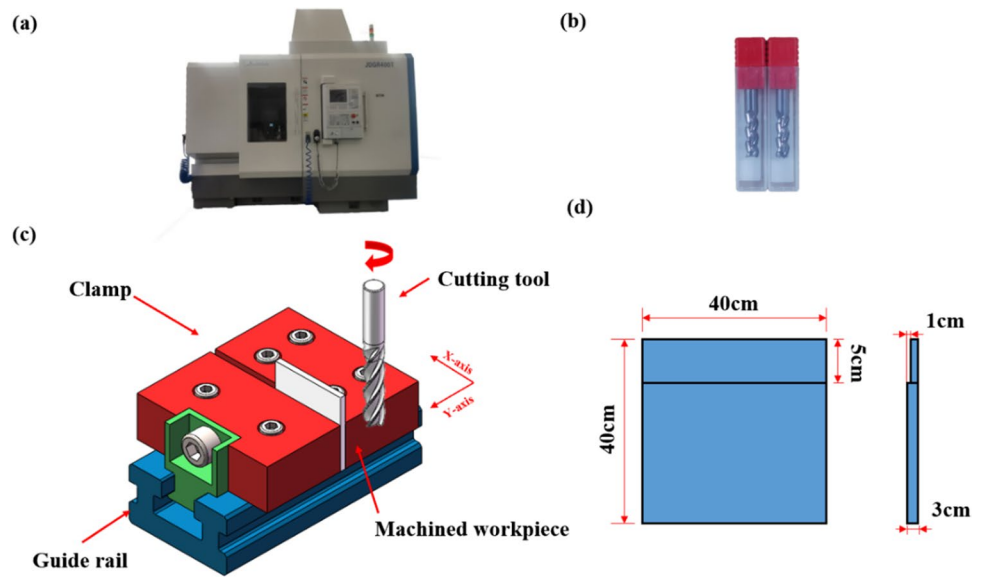 (a)
(b)
(c)
(d)
Clamp
Cutting tool
X-axis
Y-axis
Machined workpiece
Guide rail
40cm
1cm
5cm
40cm
3cm